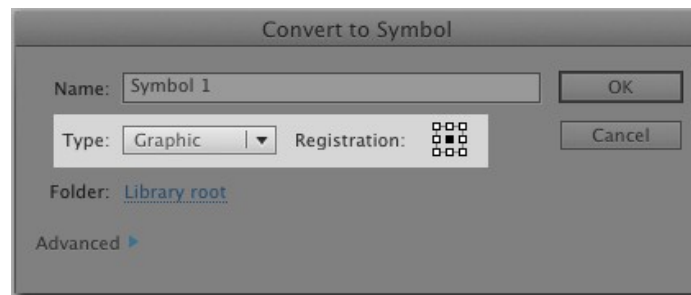 Convert to Symbol
Name: Symbol 1 OK
Type: Graphic Registration: Cancel
Folder: Library root
Advanced